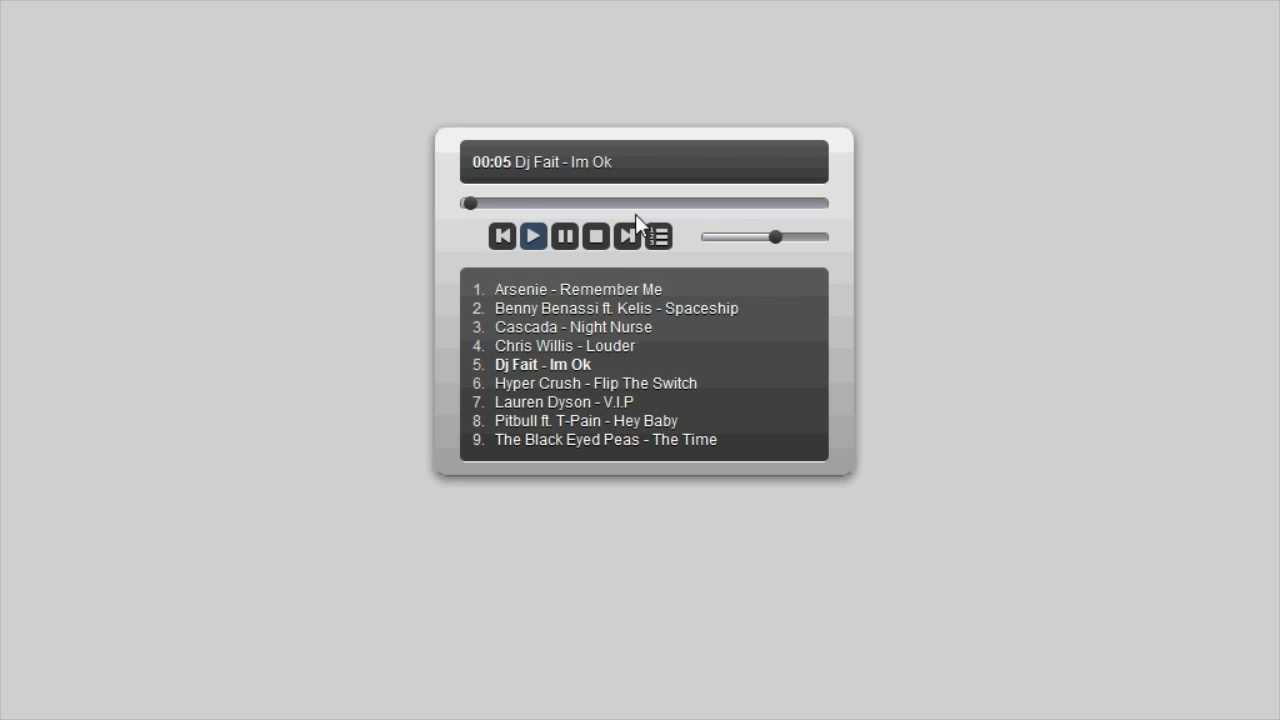 00:05 Dj Fait - Im Ok
1. Arsenie - Remember Me
2. Benny Benassi ft. Kelis - Spaceship
3. Cascada - Night Nurse
4. Chris Willis - Louder
5. Dj Fait - Im Ok
6. Hyper Crush - Flip The Switch
7. Lauren Dyson - V.I.P
8. Pitbull ft. T-Pain - Hey Baby
9. The Black Eyed Peas - The Time